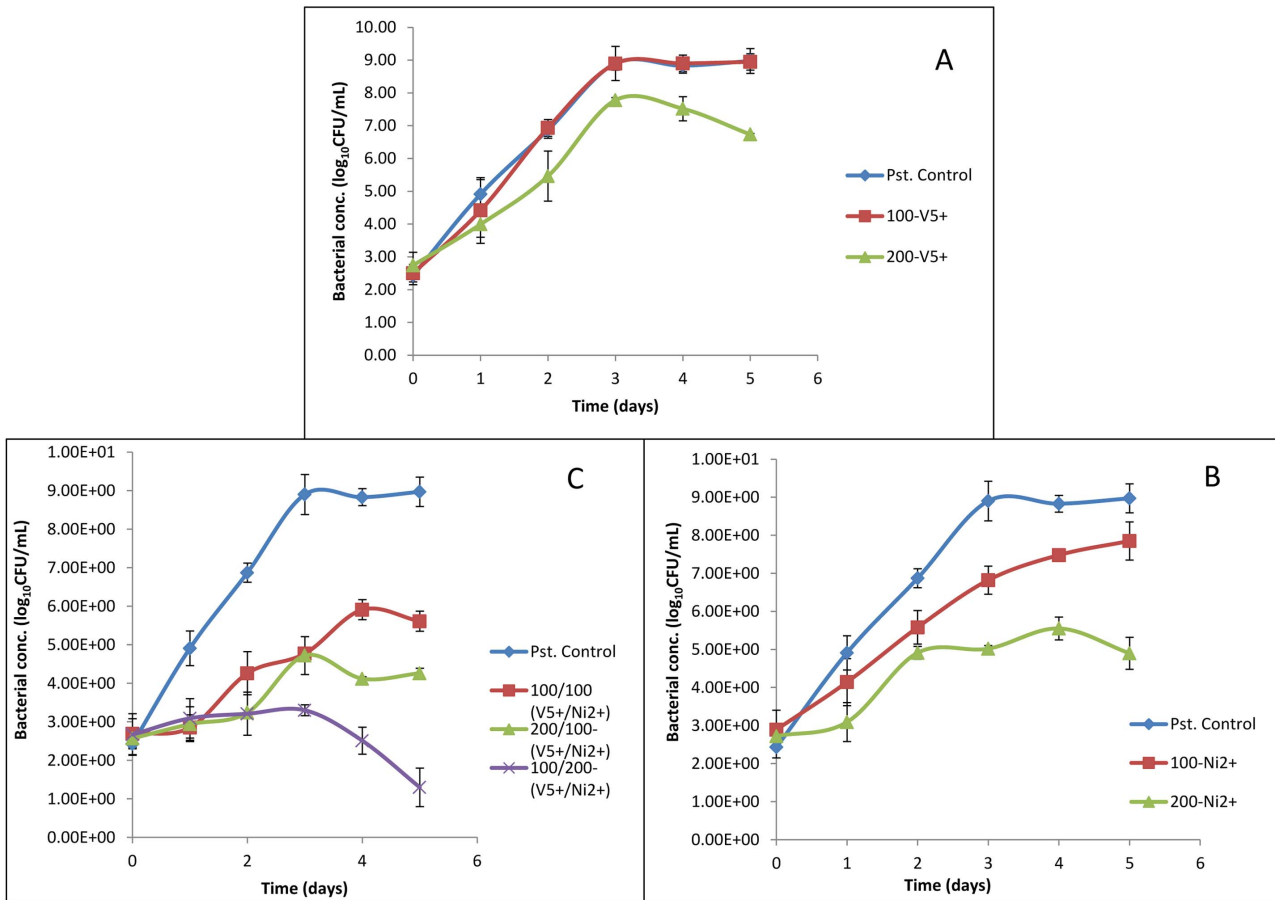 A
Bacterial conc. (log10CFU/mL)
10.00
9.00
8.00
7.00
6.00
5.00
4.00
3.00
2.00
1.00
0.00
0 1 2 3 4 5 6
Time (days)
Pst. Control
100-V5+
200-V5+
C
Bacterial conc. (log10CFU/mL)
1.00E+01
9.00E+00
8.00E+00
7.00E+00
6.00E+00
5.00E+00
4.00E+00
3.00E+00
2.00E+00
1.00E+00
0.00E+00
0 2 4 6
Time (days)
Pst. Control
100/100
(V5+/Ni2+)
200/100-
(V5+/Ni2+)
100/200-
(V5+/Ni2+)
B
Bacterial conc. (log10CFU/mL)
1.00E+01
9.00E+00
8.00E+00
7.00E+00
6.00E+00
5.00E+00
4.00E+00
3.00E+00
2.00E+00
1.00E+00
0.00E+00
0 1 2 3 4 5 6
Time (days)
Pst. Control
100-Ni2+
200-Ni2+